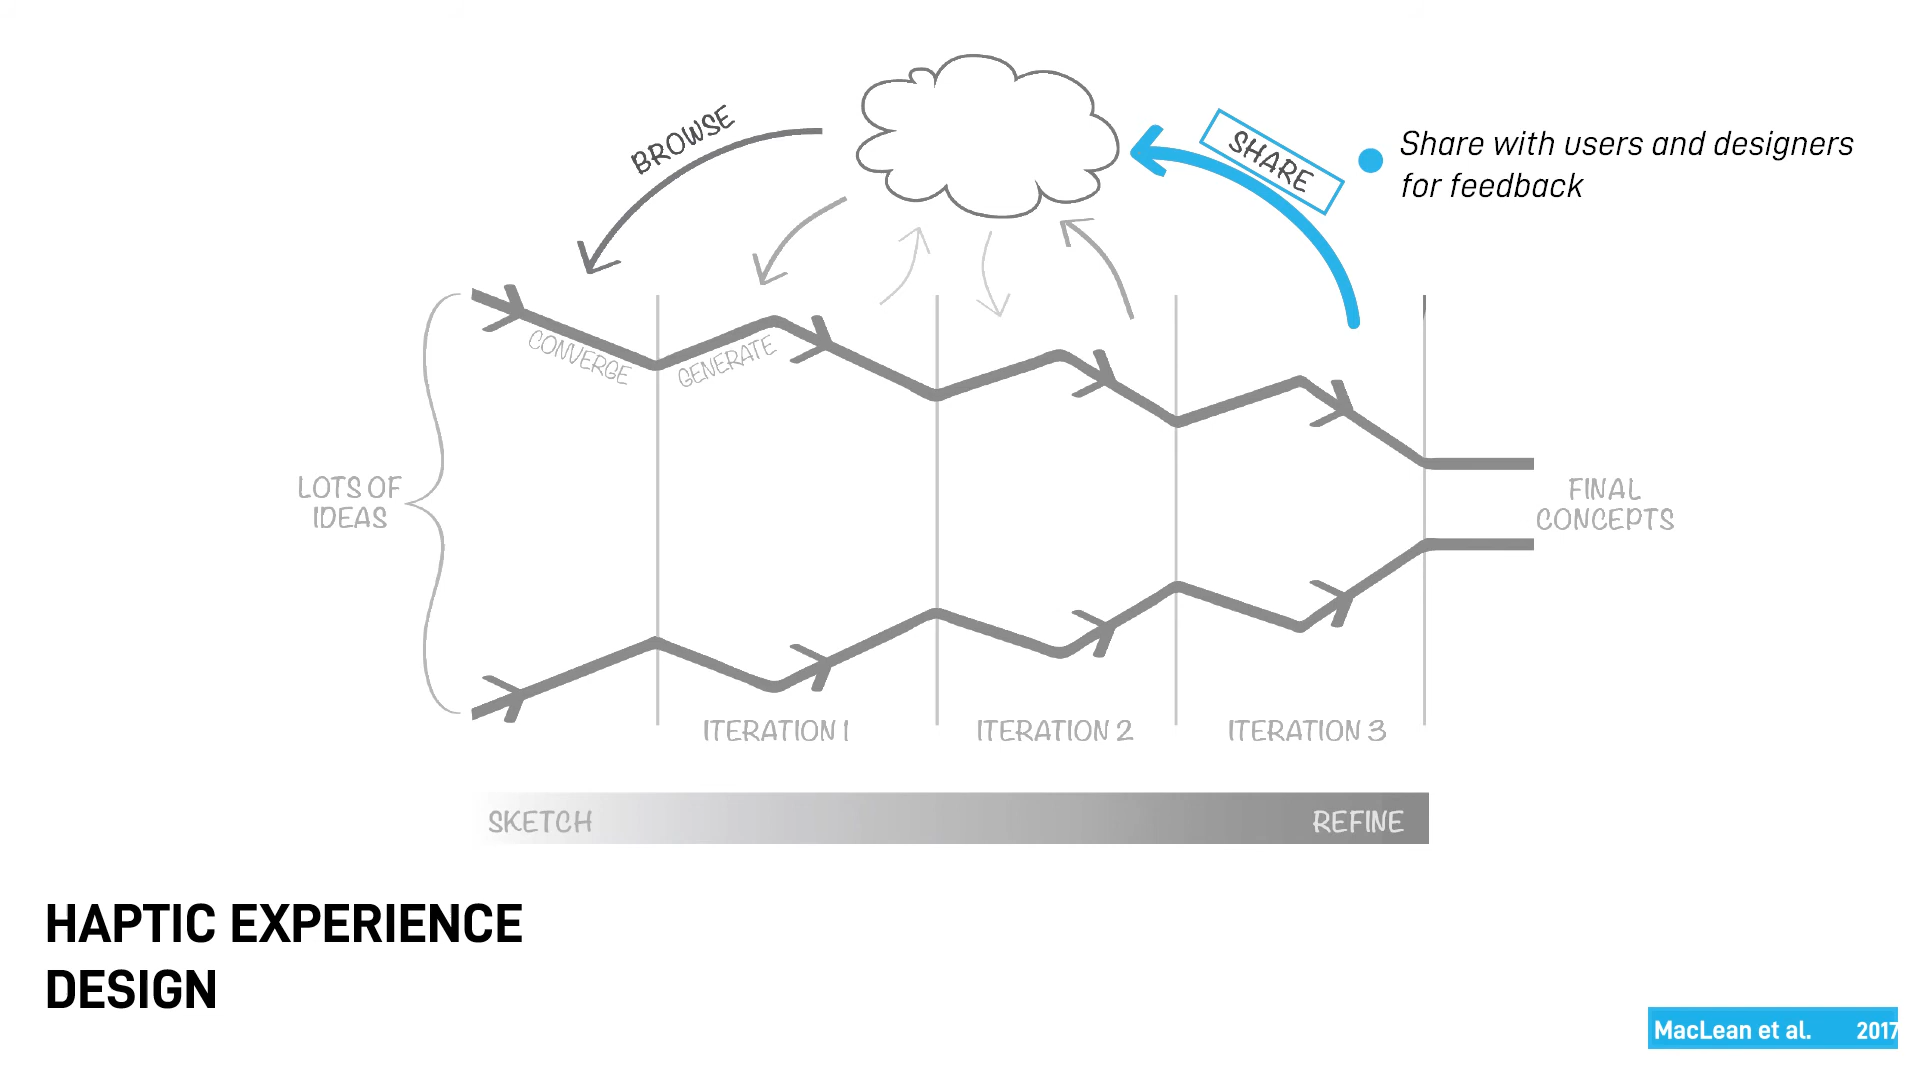 BROWSE
SHARE
Share with users and designers
for feedback
CONVERGE
GENERATE
LOTS OF
IDEAS
FINAL
CONCEPTS
ITERATION 1
ITERATION 2
ITERATION 3
SKETCH
REFINE
HAPTIC EXPERIENCE
DESIGN
MacLean et al. 2017